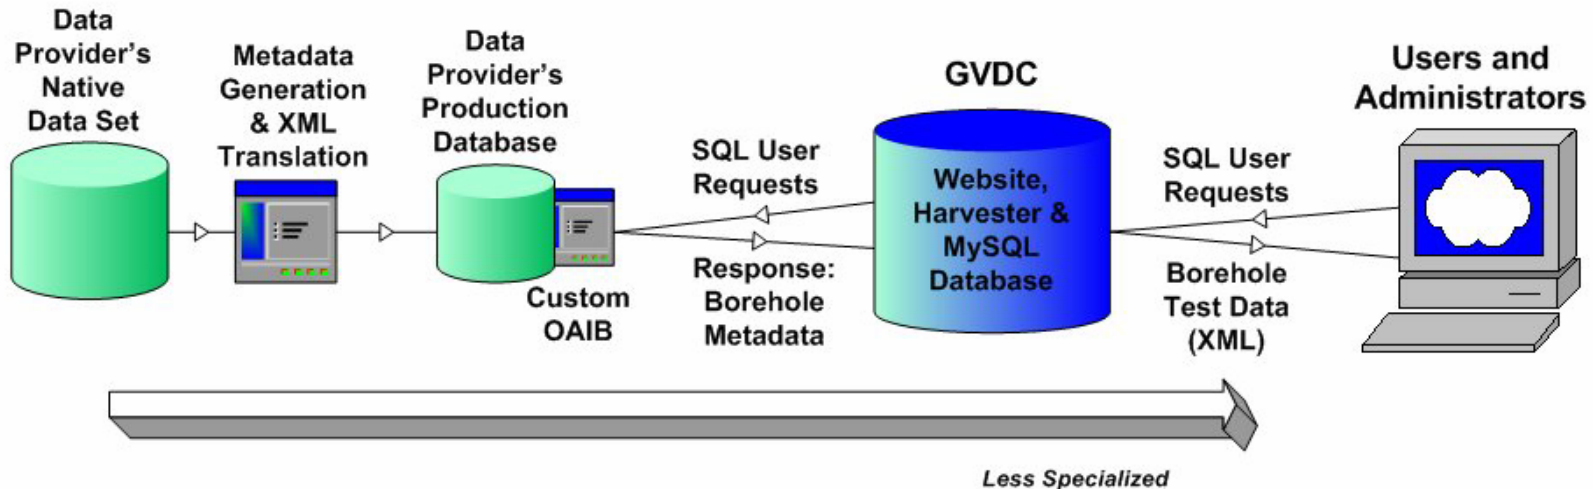 Data
Provider's
Native
Data Set
Metadata
Generation
& XML
Translation
Data
Provider's
Production
Database
Custom
OAIB
SQL User
Requests
Response:
Borehole
Metadata
GVDC
Website,
Harvester &
MySQL
Database
SQL User
Requests
Borehole
Test Data
(XML)
Users and
Administrators
Less Specialized